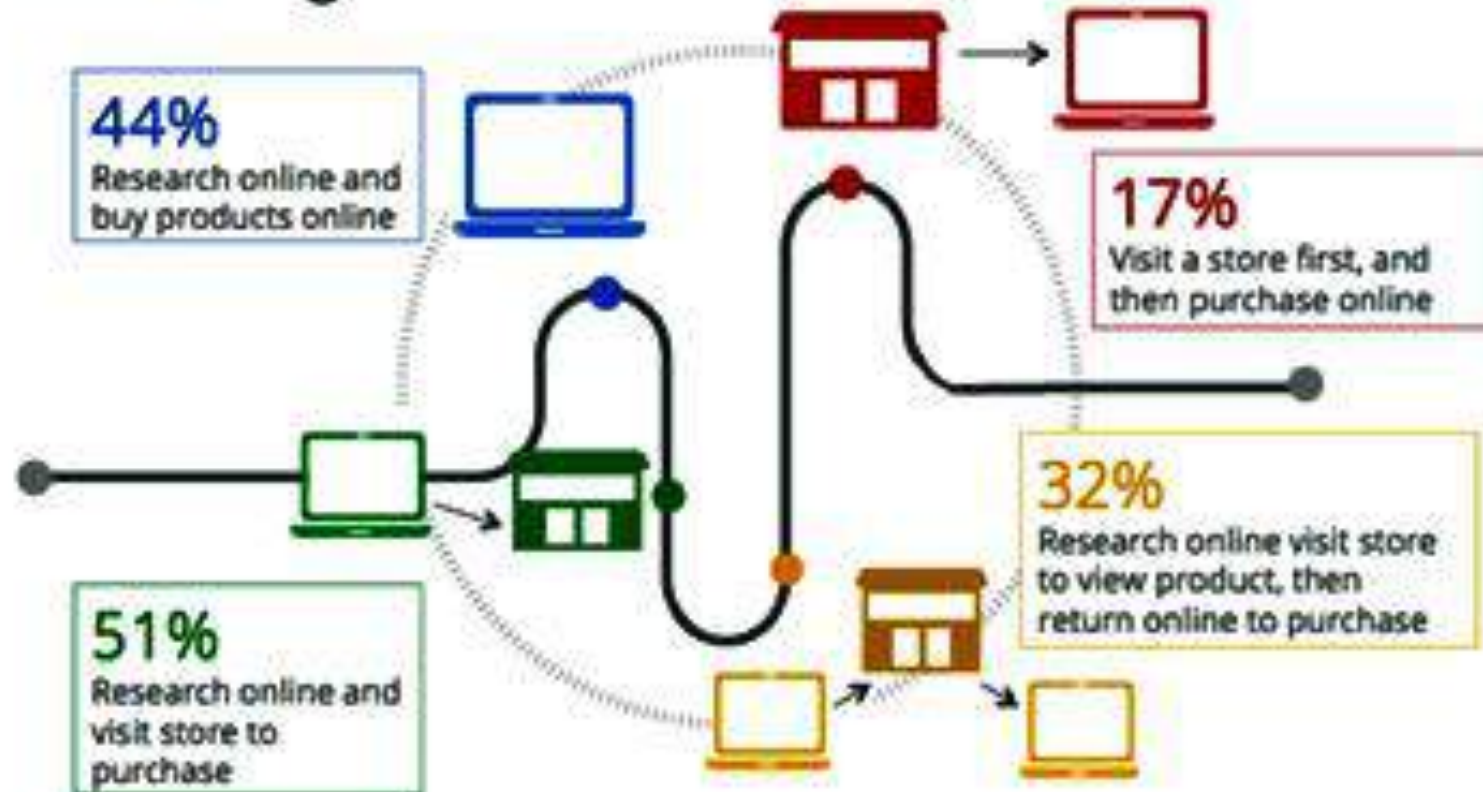 44%
Research online and
buy products online
17%
Visit a store first, and
then purchase online
32%
Research online visit store
to view product, then
return online to purchase
51%
Research online and
visit store to
purchase